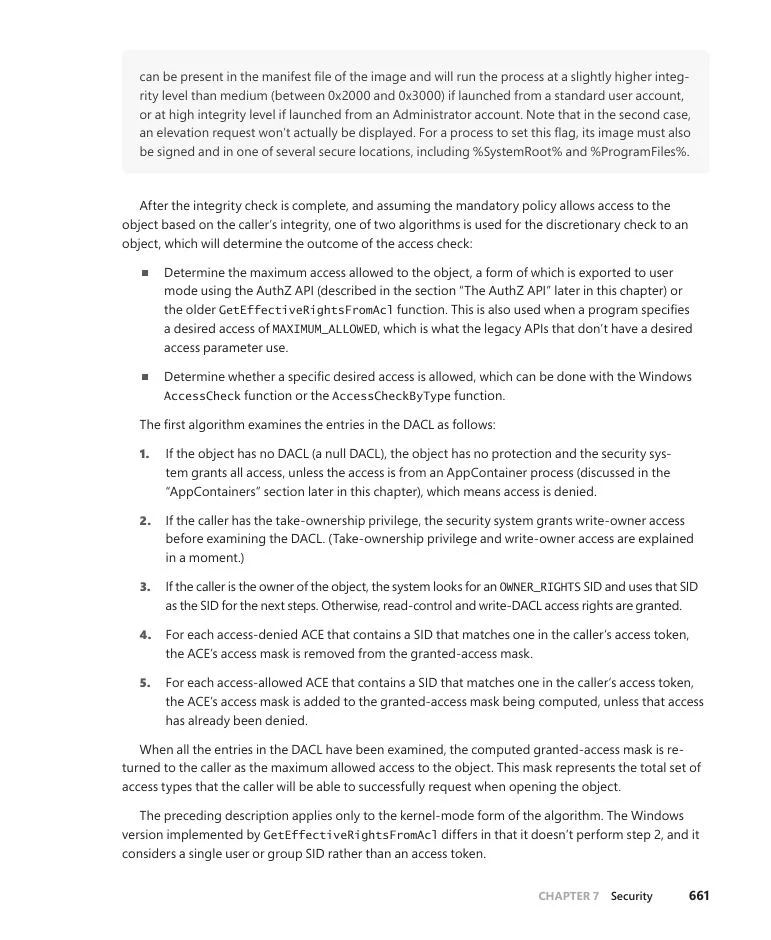 can be present in the manifest file of the image and will run the process at a slightly higher integ-
rity level than medium (between 0x2000 and 0x3000) if launched from a standard user account,
or at high integrity level if launched from an Administrator account. Note that in the second case,
an elevation request won't actually be displayed. For a process to set this flag, its image must also
be signed and in one of several secure locations, including %SystemRoot% and %ProgramFiles%.
After the integrity check is complete, and assuming the mandatory policy allows access to the
object based on the caller's integrity, one of two algorithms is used for the discretionary check to an
object, which will determine the outcome of the access check:
■ Determine the maximum access allowed to the object, a form of which is exported to user
mode using the AuthZ API (described in the section "The AuthZ API" later in this chapter) or
the older GetEffectiveRightsFromAcl function. This is also used when a program specifies
a desired access of MAXIMUM_ALLOWED, which is what the legacy APIs that don't have a desired
access parameter use.
■ Determine whether a specific desired access is allowed, which can be done with the Windows
AccessCheck function or the AccessCheckByType function.
The first algorithm examines the entries in the DACL as follows:
1. If the object has no DACL (a null DACL), the object has no protection and the security sys-
tem grants all access, unless the access is from an AppContainer process (discussed in the
"AppContainers" section later in this chapter), which means access is denied.
2. If the caller has the take-ownership privilege, the security system grants write-owner access
before examining the DACL. (Take-ownership privilege and write-owner access are explained
in a moment.)
3. If the caller is the owner of the object, the system looks for an OWNER_RIGHTS SID and uses that SID
as the SID for the next steps. Otherwise, read-control and write-DACL access rights are granted.
4. For each access-denied ACE that contains a SID that matches one in the caller's access token,
the ACE's access mask is removed from the granted-access mask.
5. For each access-allowed ACE that contains a SID that matches one in the caller's access token,
the ACE's access mask is added to the granted-access mask being computed, unless that access
has already been denied.
When all the entries in the DACL have been examined, the computed granted-access mask is re-
turned to the caller as the maximum allowed access to the object. This mask represents the total set of
access types that the caller will be able to successfully request when opening the object.
The preceding description applies only to the kernel-mode form of the algorithm. The Windows
version implemented by GetEffectiveRightsFromAcl differs in that it doesn't perform step 2, and it
considers a single user or group SID rather than an access token.
CHAPTER 7 Security 661